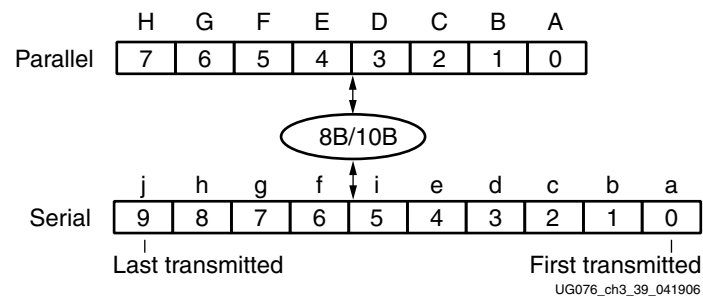 H G F E D C B A
Parallel 7 6 5 4 3 2 1 0
8B/10B
j h g f i e d c b a
Serial 9 8 7 6 5 4 3 2 1 0
Last transmitted First transmitted
UG076_ch3_39_041906